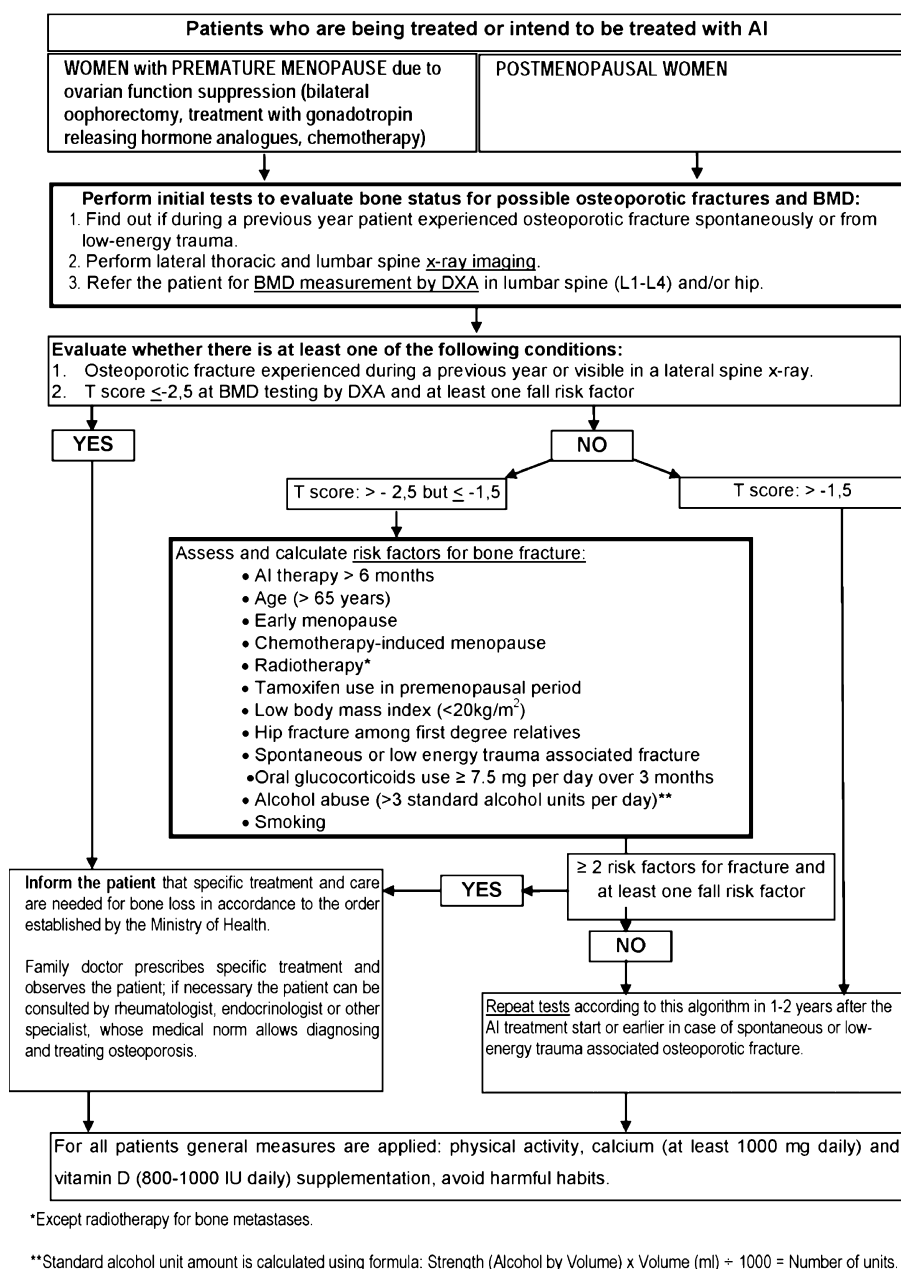 Patients who are being treated or intend to be treated with AI
WOMEN with PREMATURE MENOPAUSE due to
ovarian function suppression (bilateral
oophorectomy, treatment with gonadotropin
releasing hormone analogues, chemotherapy)
POSTMENOPAUSAL WOMEN
Perform initial tests to evaluate bone status for possible osteoporotic fractures and BMD:
1. Find out if during a previous year patient experienced osteoporotic fracture spontaneously or from
low-energy trauma.
2. Perform lateral thoracic and lumbar spine x-ray imaging.
3. Refer the patient for BMD measurement by DXA in lumbar spine (L1-L4) and/or hip.
Evaluate whether there is at least one of the following conditions:
1. Osteoporotic fracture experienced during a previous year or visible in a lateral spine x-ray.
2. T score ≤-2,5 at BMD testing by DXA and at least one fall risk factor
YES
NO
T score: > - 2,5 but ≤ -1,5
T score: > -1,5
Assess and calculate risk factors for bone fracture:
• AI therapy > 6 months
• Age (> 65 years)
• Early menopause
• Chemotherapy-induced menopause
• Radiotherapy*
• Tamoxifen use in premenopausal period
• Low body mass index (<20kg/m²)
• Hip fracture among first degree relatives
• Spontaneous or low energy trauma associated fracture
•Oral glucocorticoids use ≥ 7.5 mg per day over 3 months
• Alcohol abuse (>3 standard alcohol units per day)**
• Smoking
≥ 2 risk factors for fracture and
at least one fall risk factor
YES
NO
Inform the patient that specific treatment and care
are needed for bone loss in accordance to the order
established by the Ministry of Health.
Family doctor prescribes specific treatment and
observes the patient; if necessary the patient can be
consulted by rheumatologist, endocrinologist or other
specialist, whose medical norm allows diagnosing
and treating osteoporosis.
Repeat tests according to this algorithm in 1-2 years after the
AI treatment start or earlier in case of spontaneous or low-
energy trauma associated osteoporotic fracture.
For all patients general measures are applied: physical activity, calcium (at least 1000 mg daily) and
vitamin D (800-1000 IU daily) supplementation, avoid harmful habits.
*Except radiotherapy for bone metastases.
**Standard alcohol unit amount is calculated using formula: Strength (Alcohol by Volume) x Volume (ml) ÷ 1000 = Number of units.